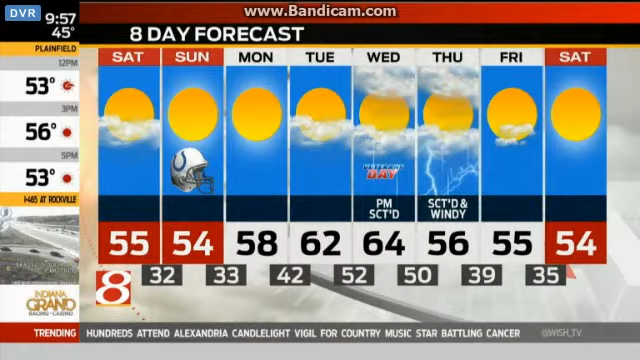 DVR
9:57
45°
www.Bandicam.com
8 DAY FORECAST
PLAINFIELD
12PM
53°
3PM
56°
5PM
53°
I-465 AT ROCKVILLE
INDIANA
GRAND
RACING • CASINO
SAT SUN MON TUE WED THU FRI SAT
VETERANS
DAY
PM
SCT'D
SCT'D &
WINDY
55 54 58 62 64 56 55 54
32 33 42 52 50 39 35
8
TRENDING HUNDREDS ATTEND ALEXANDRIA CANDLELIGHT VIGIL FOR COUNTRY MUSIC STAR BATTLING CANCER @WISH_TV